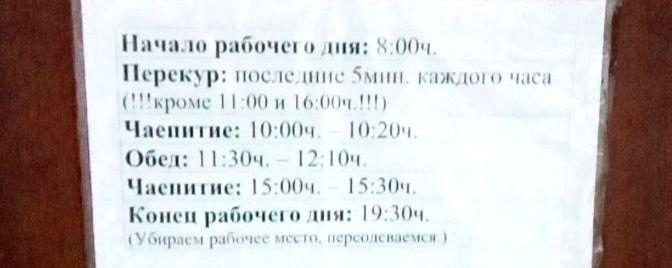 Начало рабочего дня: 8:00ч.
Перекур: последние 5мин. каждого часа
(!!!кроме 11:00 и 16:00ч.!!!)
Чаепитие: 10:00ч. – 10:20ч.
Обед: 11:30ч. – 12:10ч.
Чаепитие: 15:00ч. – 15:30ч.
Конец рабочего дня: 19:30ч.
(Убираем рабочее место, переодеваемся.)